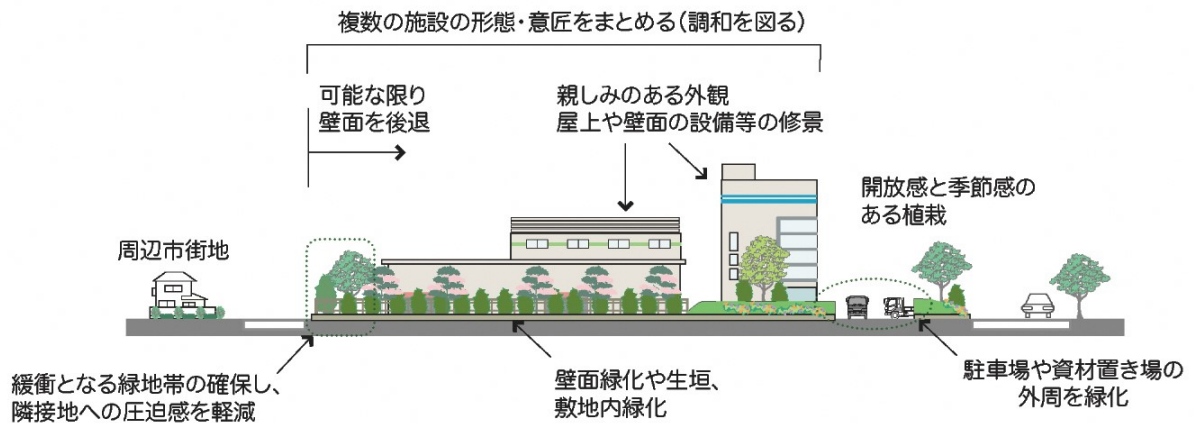 複数の施設の形態・意匠をまとめる(調和を図る)
可能な限り
壁面を後退
親しみのある外観
屋上や壁面の設備等の修景
開放感と季節感の
ある植栽
周辺市街地
緩衝となる緑地帯の確保し、
隣接地への圧迫感を軽減
壁面緑化や生垣、
敷地内緑化
駐車場や資材置き場の
外周を緑化